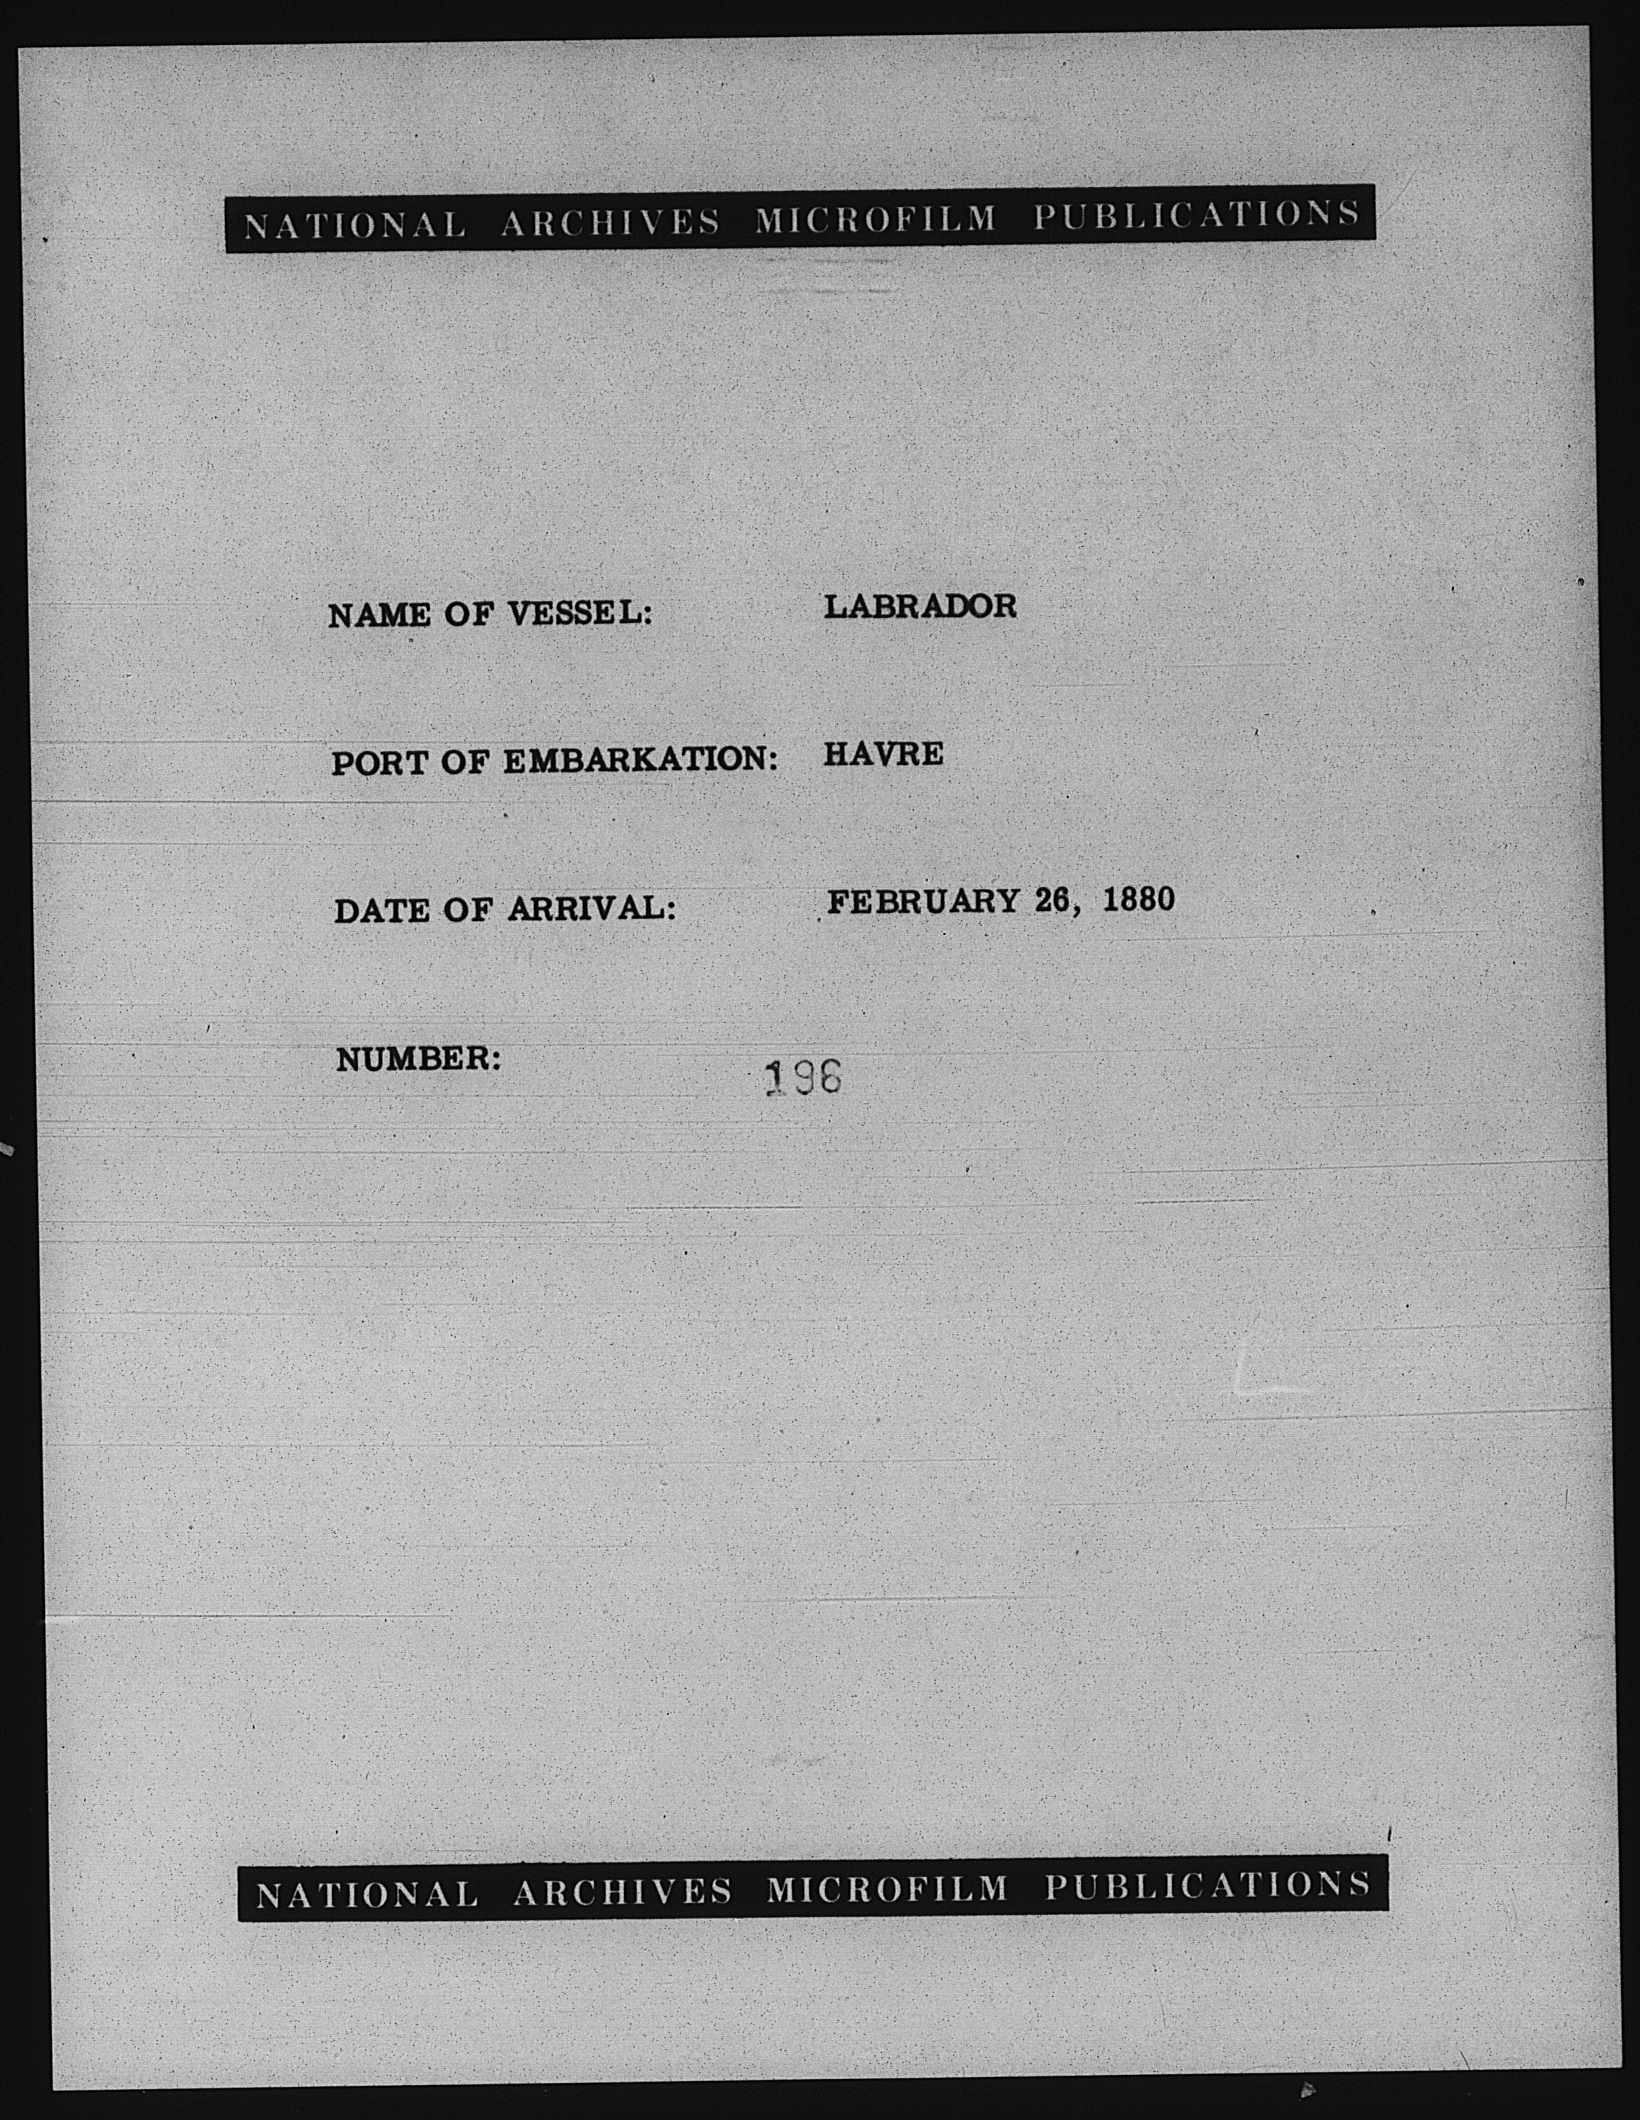 NATIONAL ARCHIVES MICROFILM PUBLICATIONS
NAME OF VESSEL: LABRADOR
PORT OF EMBARKATION: HAVRE
DATE OF ARRIVAL: FEBRUARY 26, 1880
NUMBER: 196
NATIONAL ARCHIVES MICROFILM PUBLICATIONS